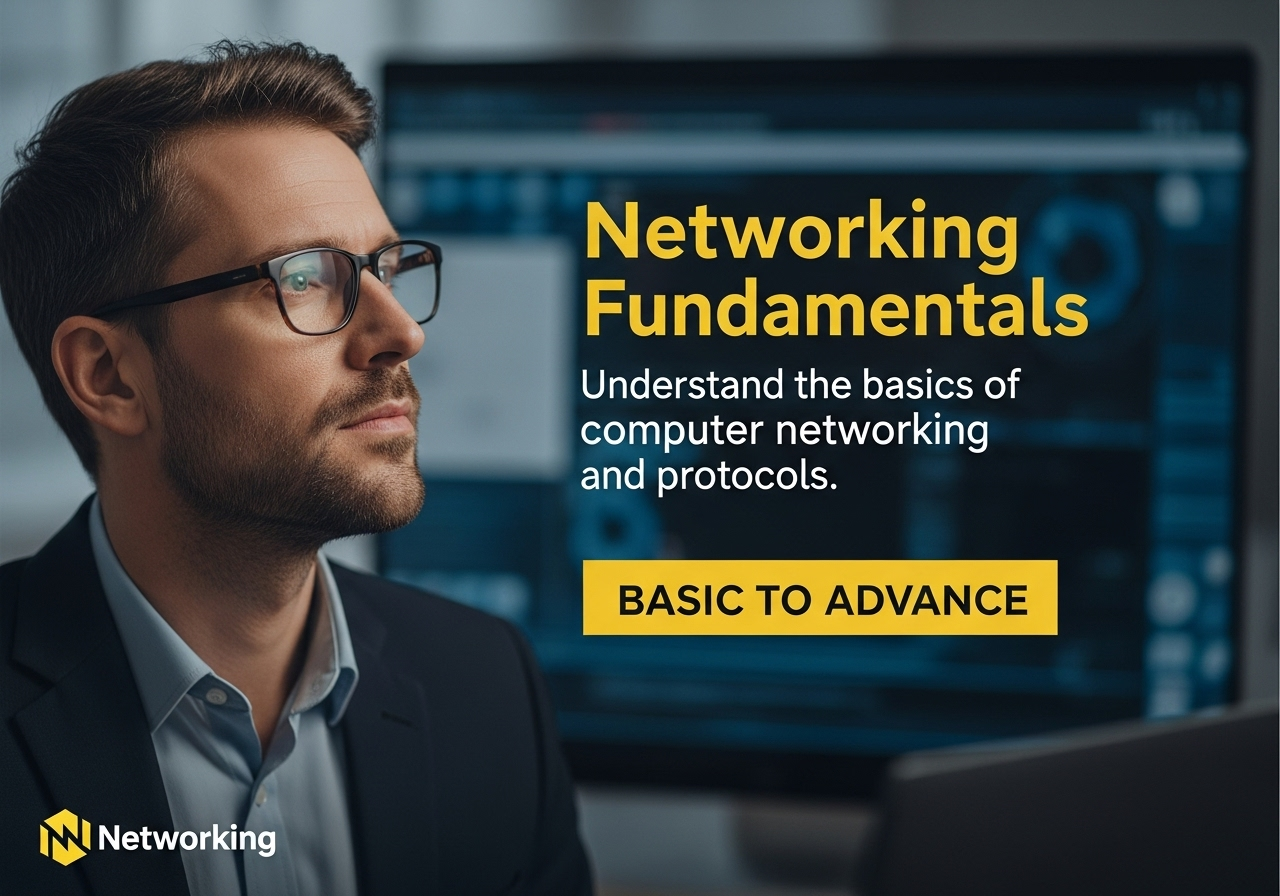 Networking
Fundamentals
Understand the basics of
computer networking
and protocols.
BASIC TO ADVANCE
Networking